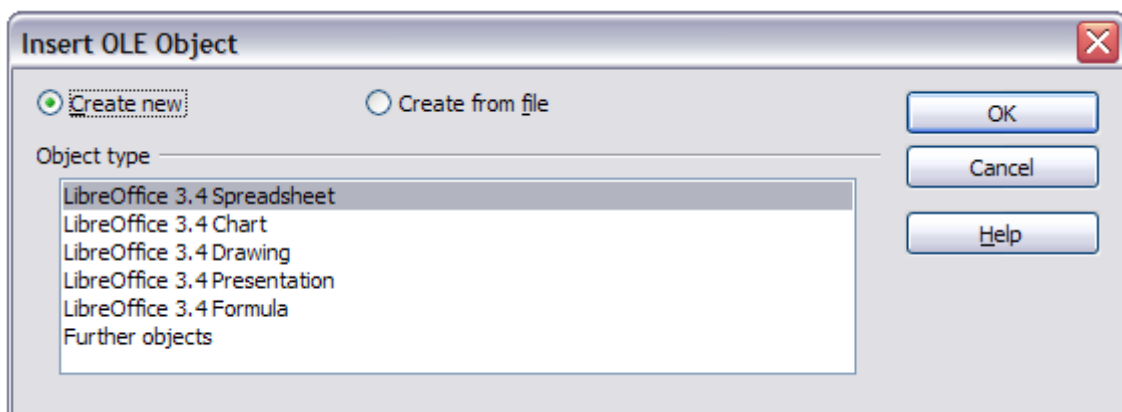 Insert OLE Object
Create new
Create from file
OK
Object type
Cancel
LibreOffice 3.4 Spreadsheet
LibreOffice 3.4 Chart
Help
LibreOffice 3.4 Drawing
LibreOffice 3.4 Presentation
LibreOffice 3.4 Formula
Further objects